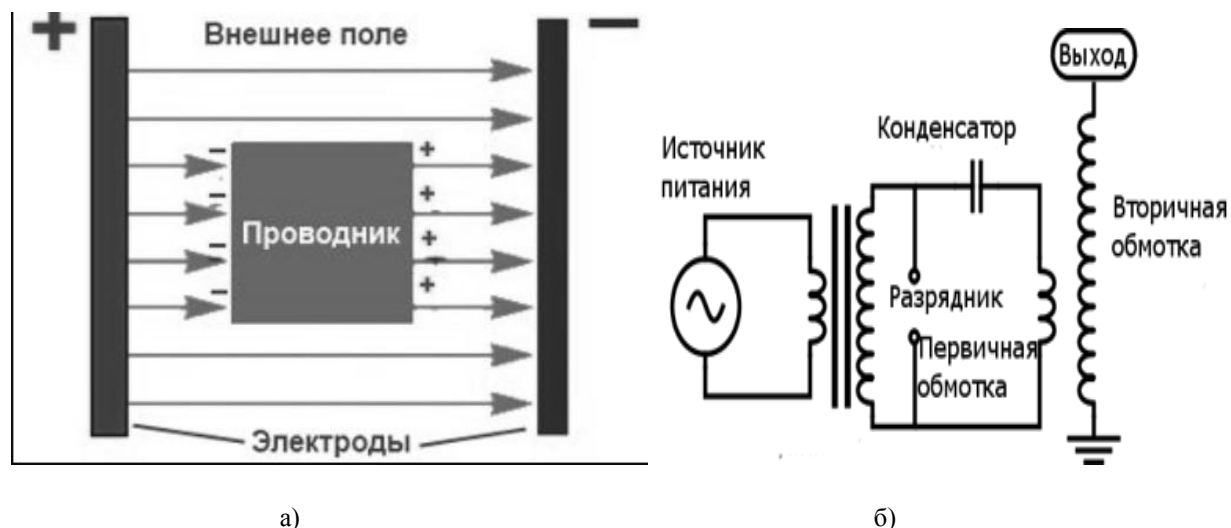 +
Внешнее поле
−
− +
− +
Проводник
− +
− +
Электроды
Выход
Конденсатор
Источник
питания
Вторичная
обмотка
Разрядник
Первичная
обмотка
а)
б)